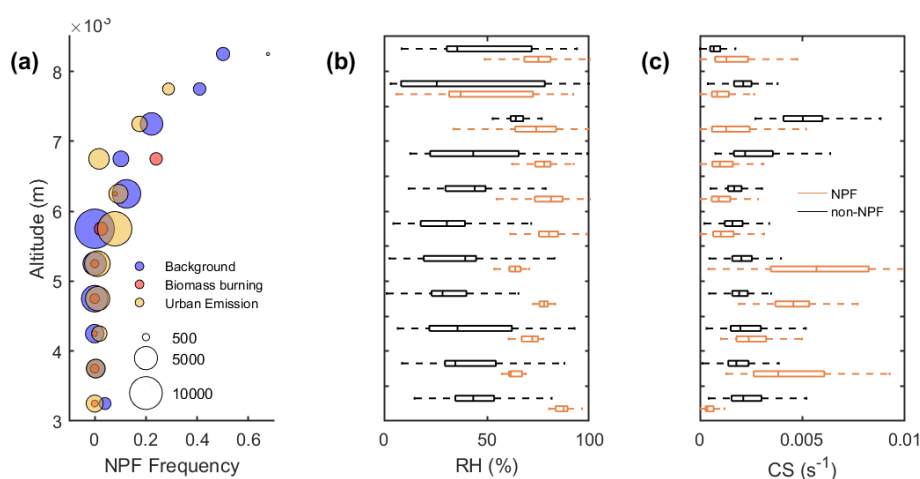 × 10³
(a)
(b)
(c)
8
7
6
5
4
3
Altitude (m)
Background
Biomass burning
Urban Emission
500
5000
10000
0
0.2
0.4
0.6
NPF Frequency
0
50
100
RH (%)
NPF
non-NPF
0
0.005
0.01
CS (s⁻¹)